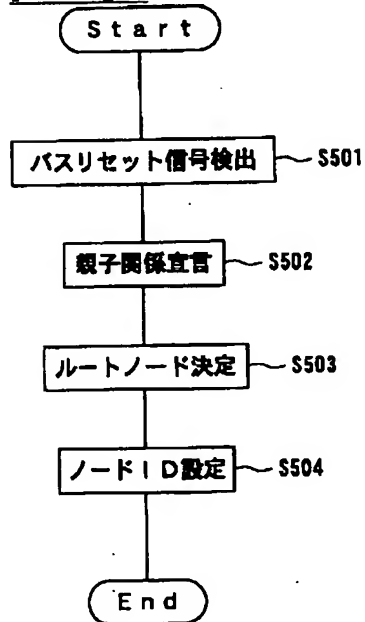 Start
バスリセット信号検出 S501
親子関係宣言 S502
ルートノード決定 S503
ノードID設定 S504
End